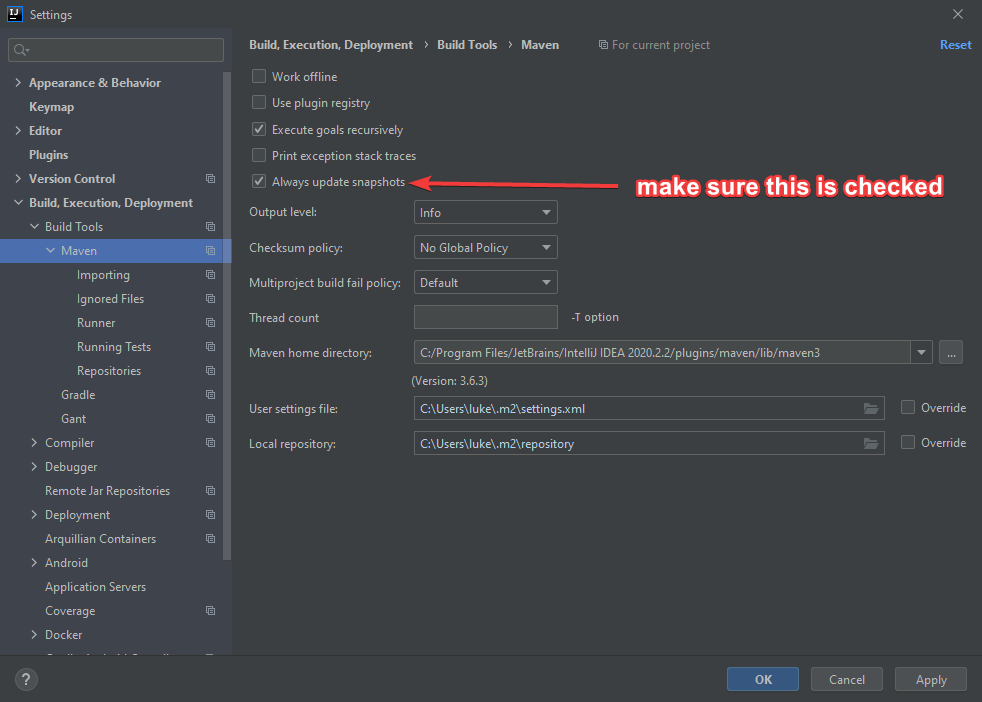 IJ
Settings
Build, Execution, Deployment › Build Tools › Maven For current project Reset
Appearance & Behavior
Keymap
Editor
Plugins
Version Control
Build, Execution, Deployment
Build Tools
Maven
Importing
Ignored Files
Runner
Running Tests
Repositories
Gradle
Gant
Compiler
Debugger
Remote Jar Repositories
Deployment
Arquillian Containers
Android
Application Servers
Coverage
Docker
Work offline
Use plugin registry
Execute goals recursively
Print exception stack traces
Always update snapshots
make sure this is checked
Output level: Info
Checksum policy: No Global Policy
Multiproject build fail policy: Default
Thread count -T option
Maven home directory: C:/Program Files/JetBrains/IntelliJ IDEA 2020.2.2/plugins/maven/lib/maven3 ...
(Version: 3.6.3)
User settings file: C:\Users\luke\.m2\settings.xml Override
Local repository: C:\Users\luke\.m2\repository Override
? OK Cancel Apply